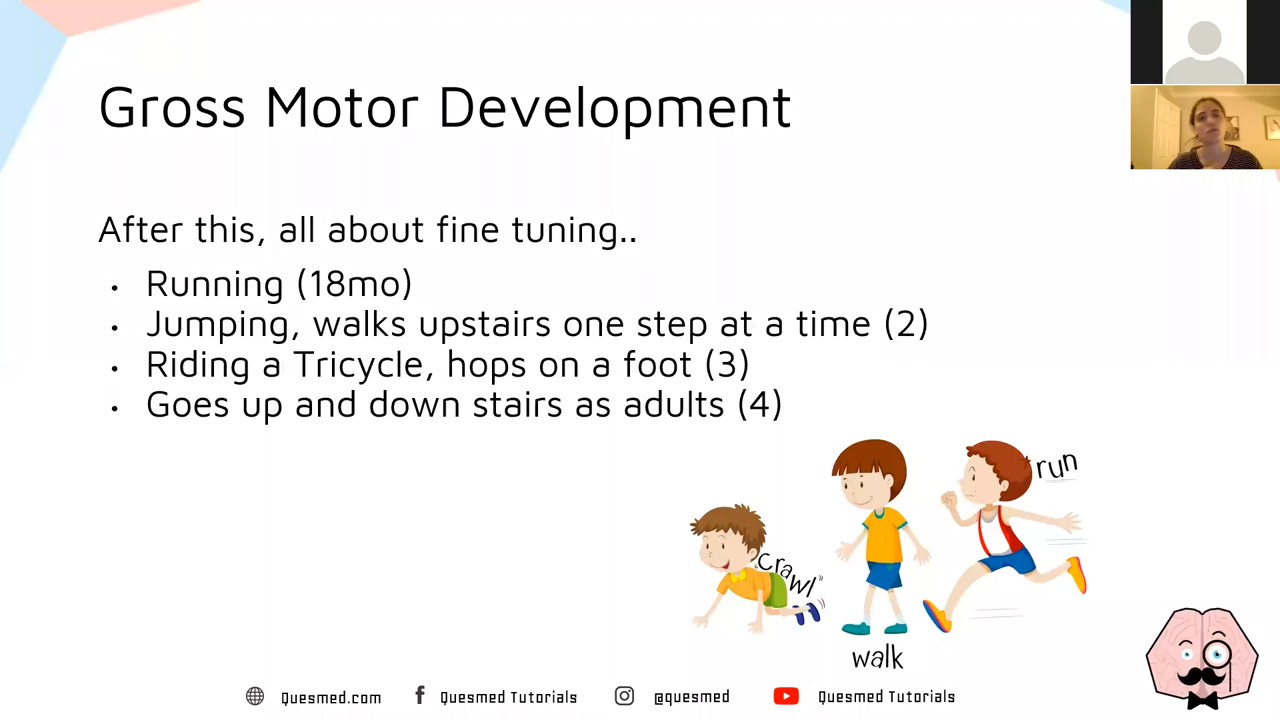 Gross Motor Development
After this, all about fine tuning..
• Running (18mo)
• Jumping, walks upstairs one step at a time (2)
• Riding a Tricycle, hops on a foot (3)
• Goes up and down stairs as adults (4)
run
crawl
walk
Quesmed.com Quesmed Tutorials @quesmed Quesmed Tutorials